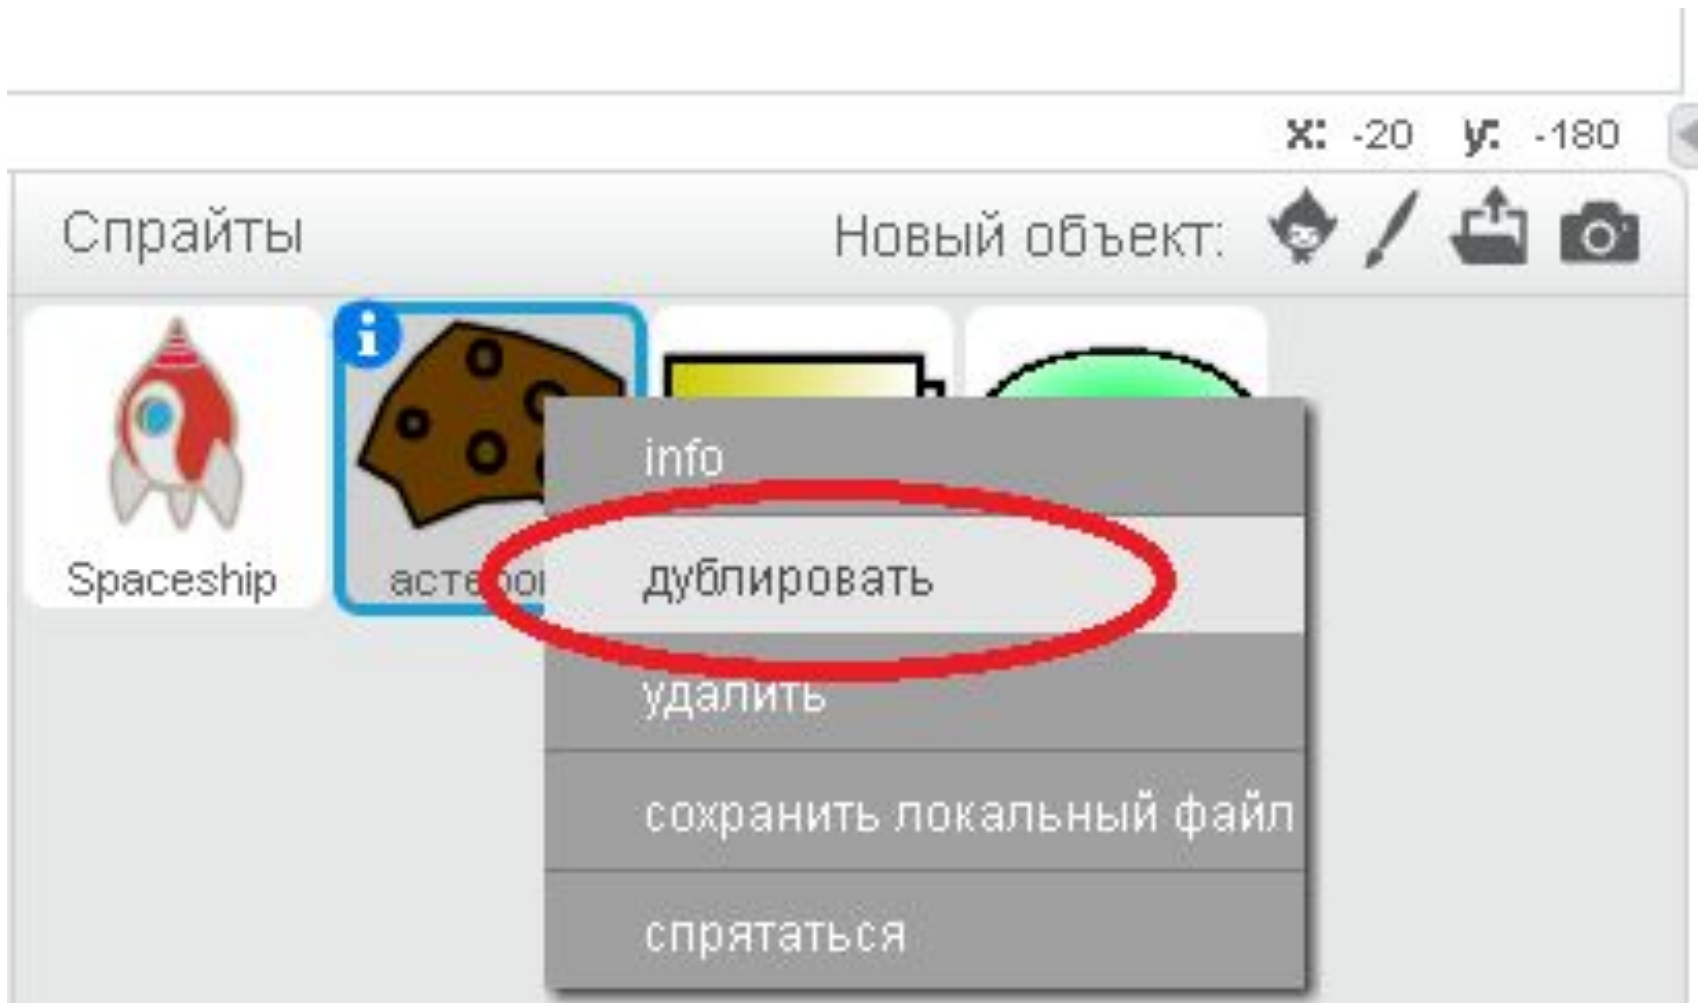 x: -20 y: -180
Спрайты
Новый объект:
Spaceship
info
дублировать
удалить
сохранить локальный файл
спрятаться